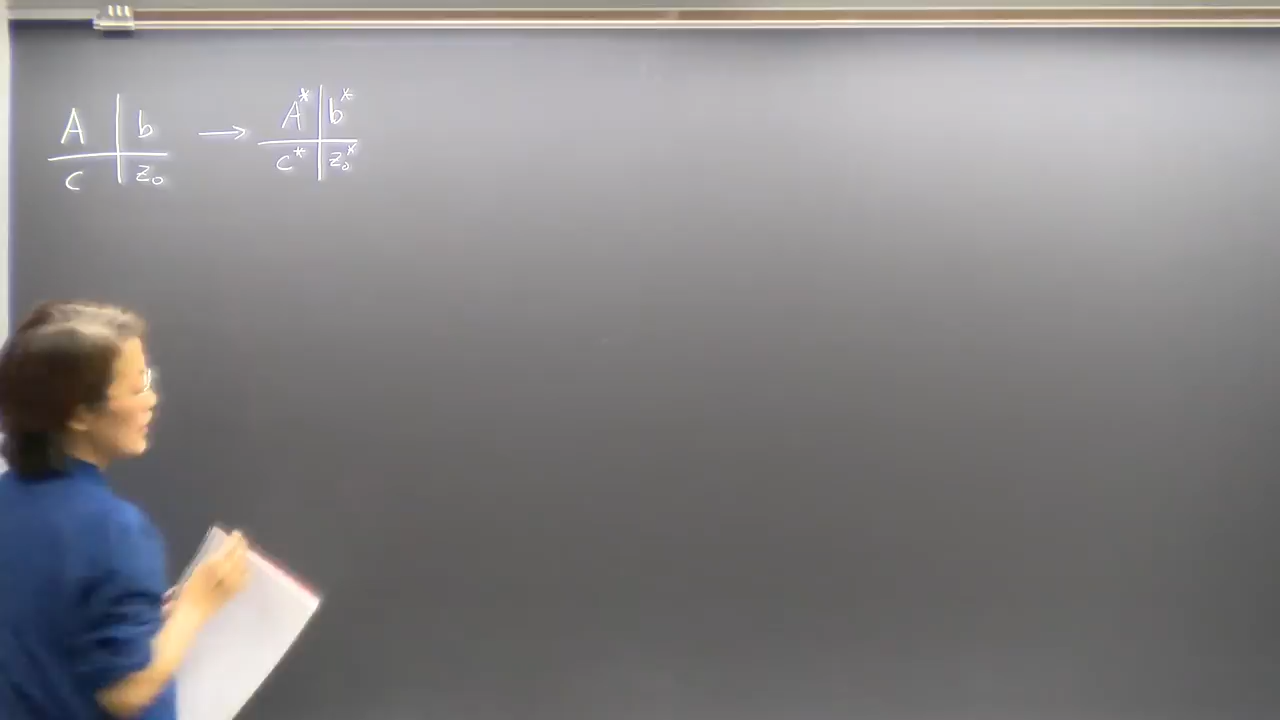 A | b → A* | b*
c | z₀ c* | z₀*